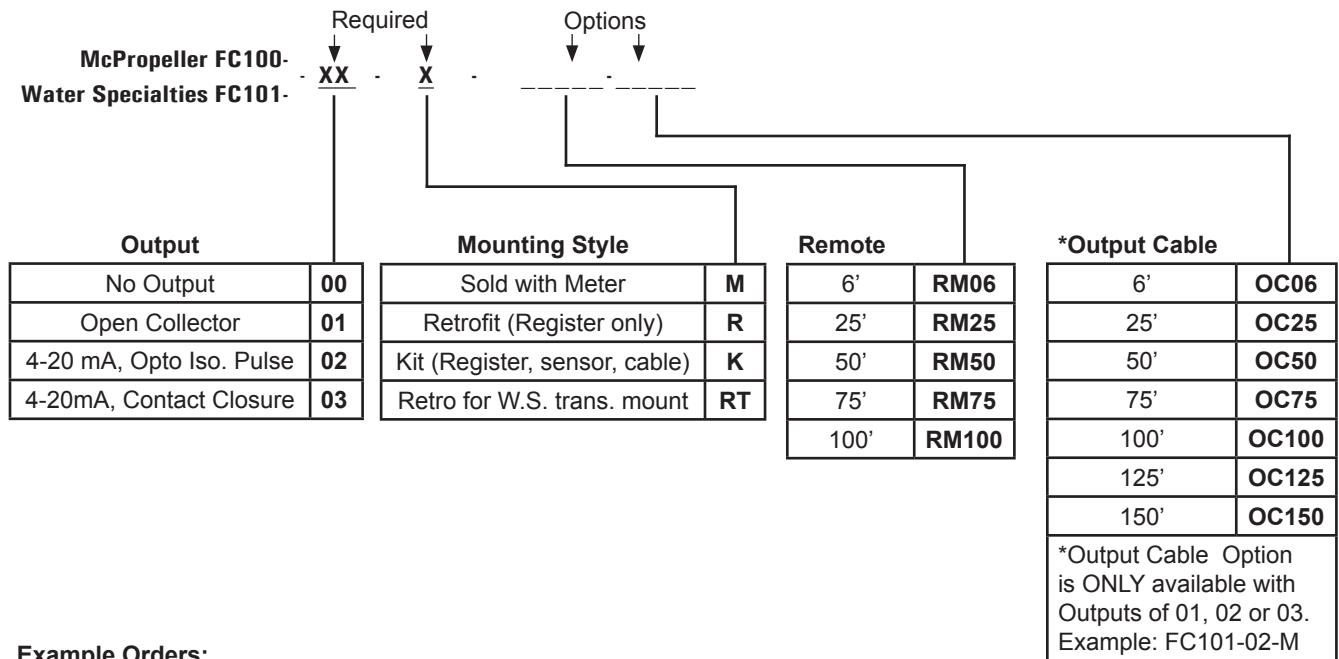 Required Options
McPropeller FC100-
Water Specialties FC101-
- XX - X - _____-_____
Output
No Output 00
Open Collector 01
4-20 mA, Opto Iso. Pulse 02
4-20mA, Contact Closure 03
Mounting Style
Sold with Meter M
Retrofit (Register only) R
Kit (Register, sensor, cable) K
Retro for W.S. trans. mount RT
Remote
6’ RM06
25’ RM25
50’ RM50
75’ RM75
100’ RM100
*Output Cable
6’ OC06
25’ OC25
50’ OC50
75’ OC75
100’ OC100
125’ OC125
150’ OC150
*Output Cable Option
is ONLY available with
Outputs of 01, 02 or 03.
Example: FC101-02-M
Example Orders: